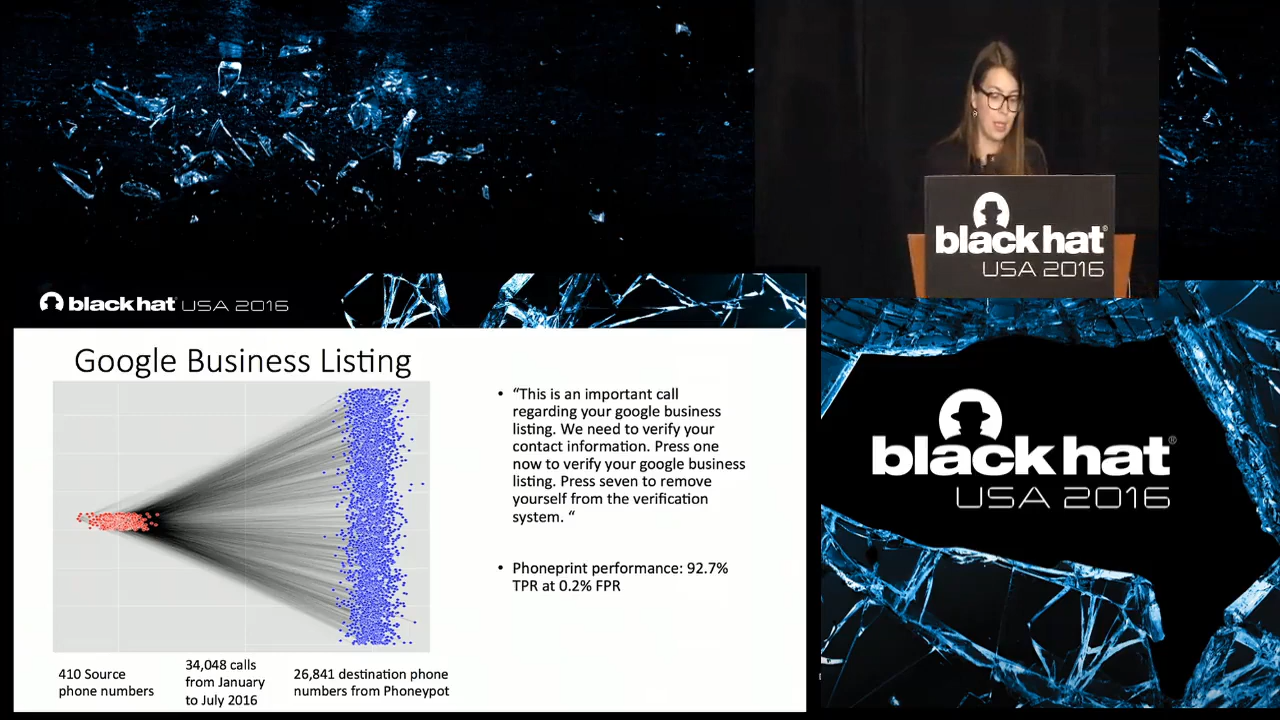 black hat®
USA 2016
black hat® USA 2016
Google Business Listing
• “This is an important call
regarding your google business
listing. We need to verify your
contact information. Press one
now to verify your google business
listing. Press seven to remove
yourself from the verification
system. “
• Phoneprint performance: 92.7%
TPR at 0.2% FPR
410 Source
phone numbers
34,048 calls
from January
to July 2016
26,841 destination phone
numbers from Phoneypot
black hat®
USA 2016